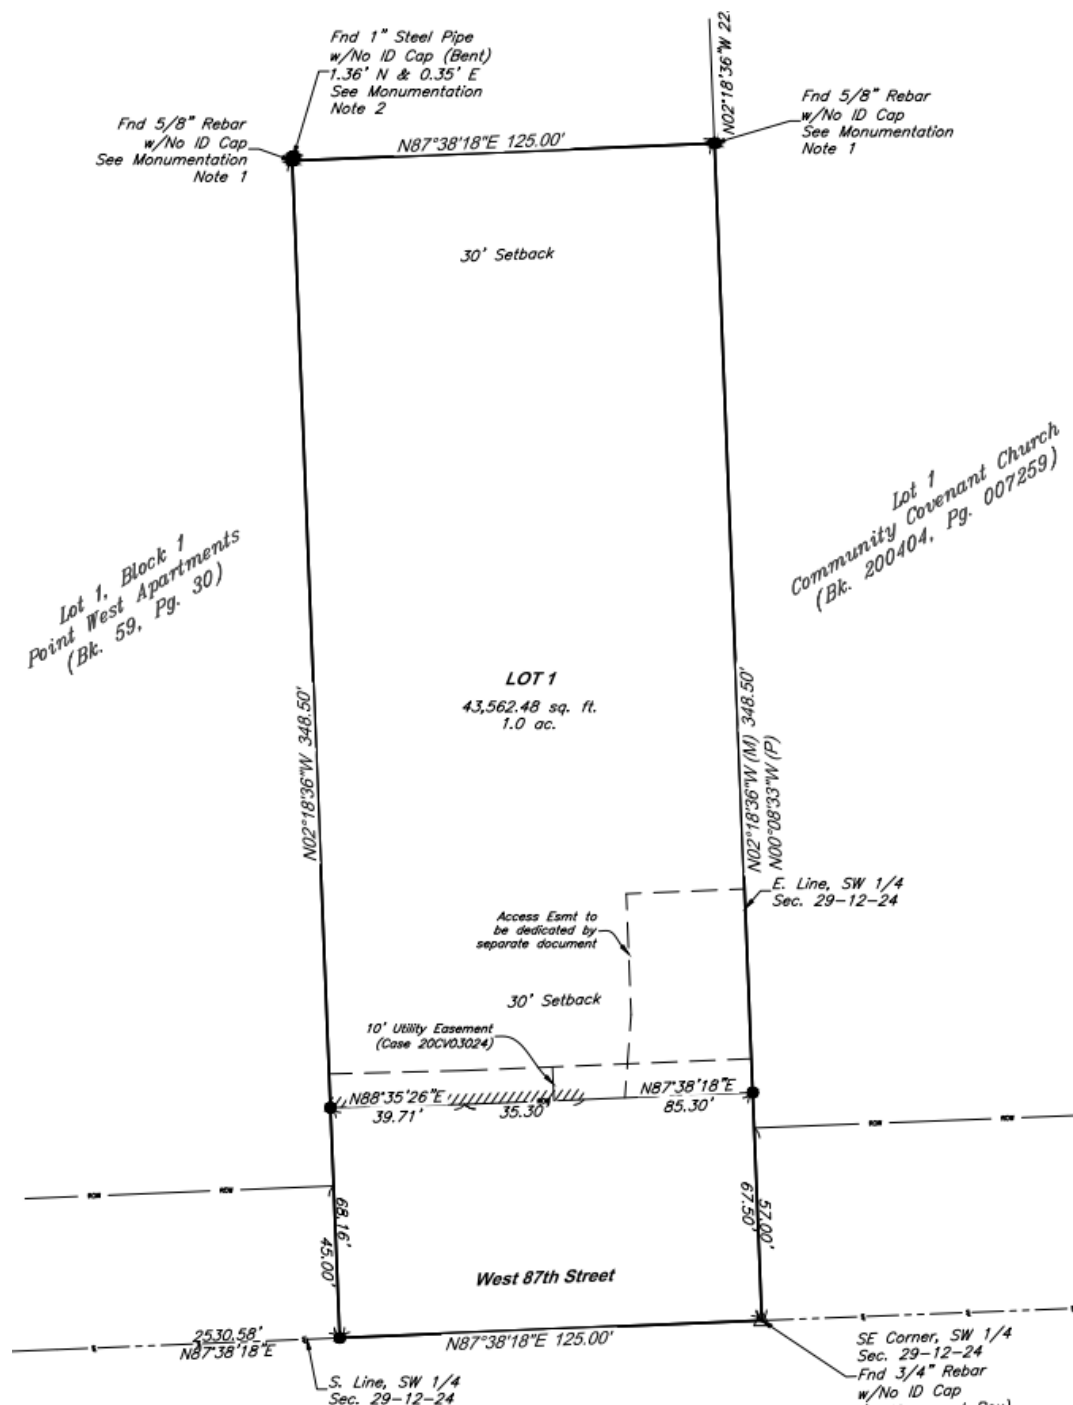 Fnd 1" Steel Pipe
w/No ID Cap (Bent)
1.36' N & 0.35' E
See Monumentation
Note 2
N02°18'36"W 22
Fnd 5/8" Rebar
w/No ID Cap
See Monumentation
Note 1
Fnd 5/8" Rebar
w/No ID Cap
See Monumentation
Note 1
N87°38'18"E 125.00'
30' Setback
Lot 1
Community Covenant Church
(Bk. 200404, Pg. 007259)
Lot 1, Block 1
Point West Apartments
(Bk. 59, Pg. 30)
LOT 1
43,562.48 sq. ft.
1.0 ac.
N02°18'36"W 348.50'
N02°18'36"W (M) 348.50'
N00°08'33"W (P)
E. Line, SW 1/4
Sec. 29-12-24
Access Esmt to
be dedicated by
separate document
30' Setback
10' Utility Easement
(Case 20CV03024)
N88°35'26"E
39.71'
35.30'
N87°38'18"E
85.30'
ROW
ROW
ROW
ROW
68.16'
45.00'
67.50'
57.00'
West 87th Street
2530.58'
N87°38'18"E
N87°38'18"E 125.00'
S. Line, SW 1/4
Sec. 29-12-24
SE Corner, SW 1/4
Sec. 29-12-24
Fnd 3/4" Rebar
w/No ID Cap